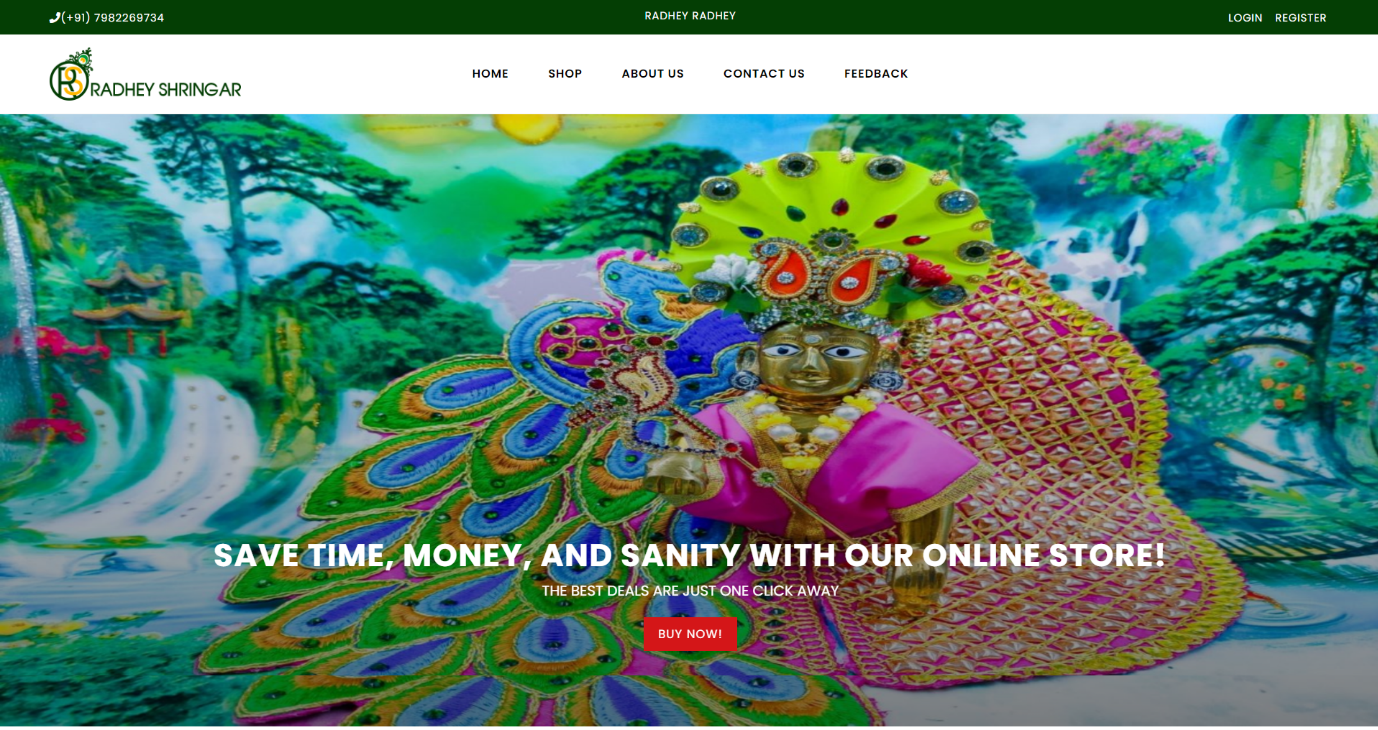 (+91) 7982269734
RADHEY RADHEY
LOGIN REGISTER
RS RADHEY SHRINGAR
HOME SHOP ABOUT US CONTACT US FEEDBACK
SAVE TIME, MONEY, AND SANITY WITH OUR ONLINE STORE!
THE BEST DEALS ARE JUST ONE CLICK AWAY
BUY NOW!